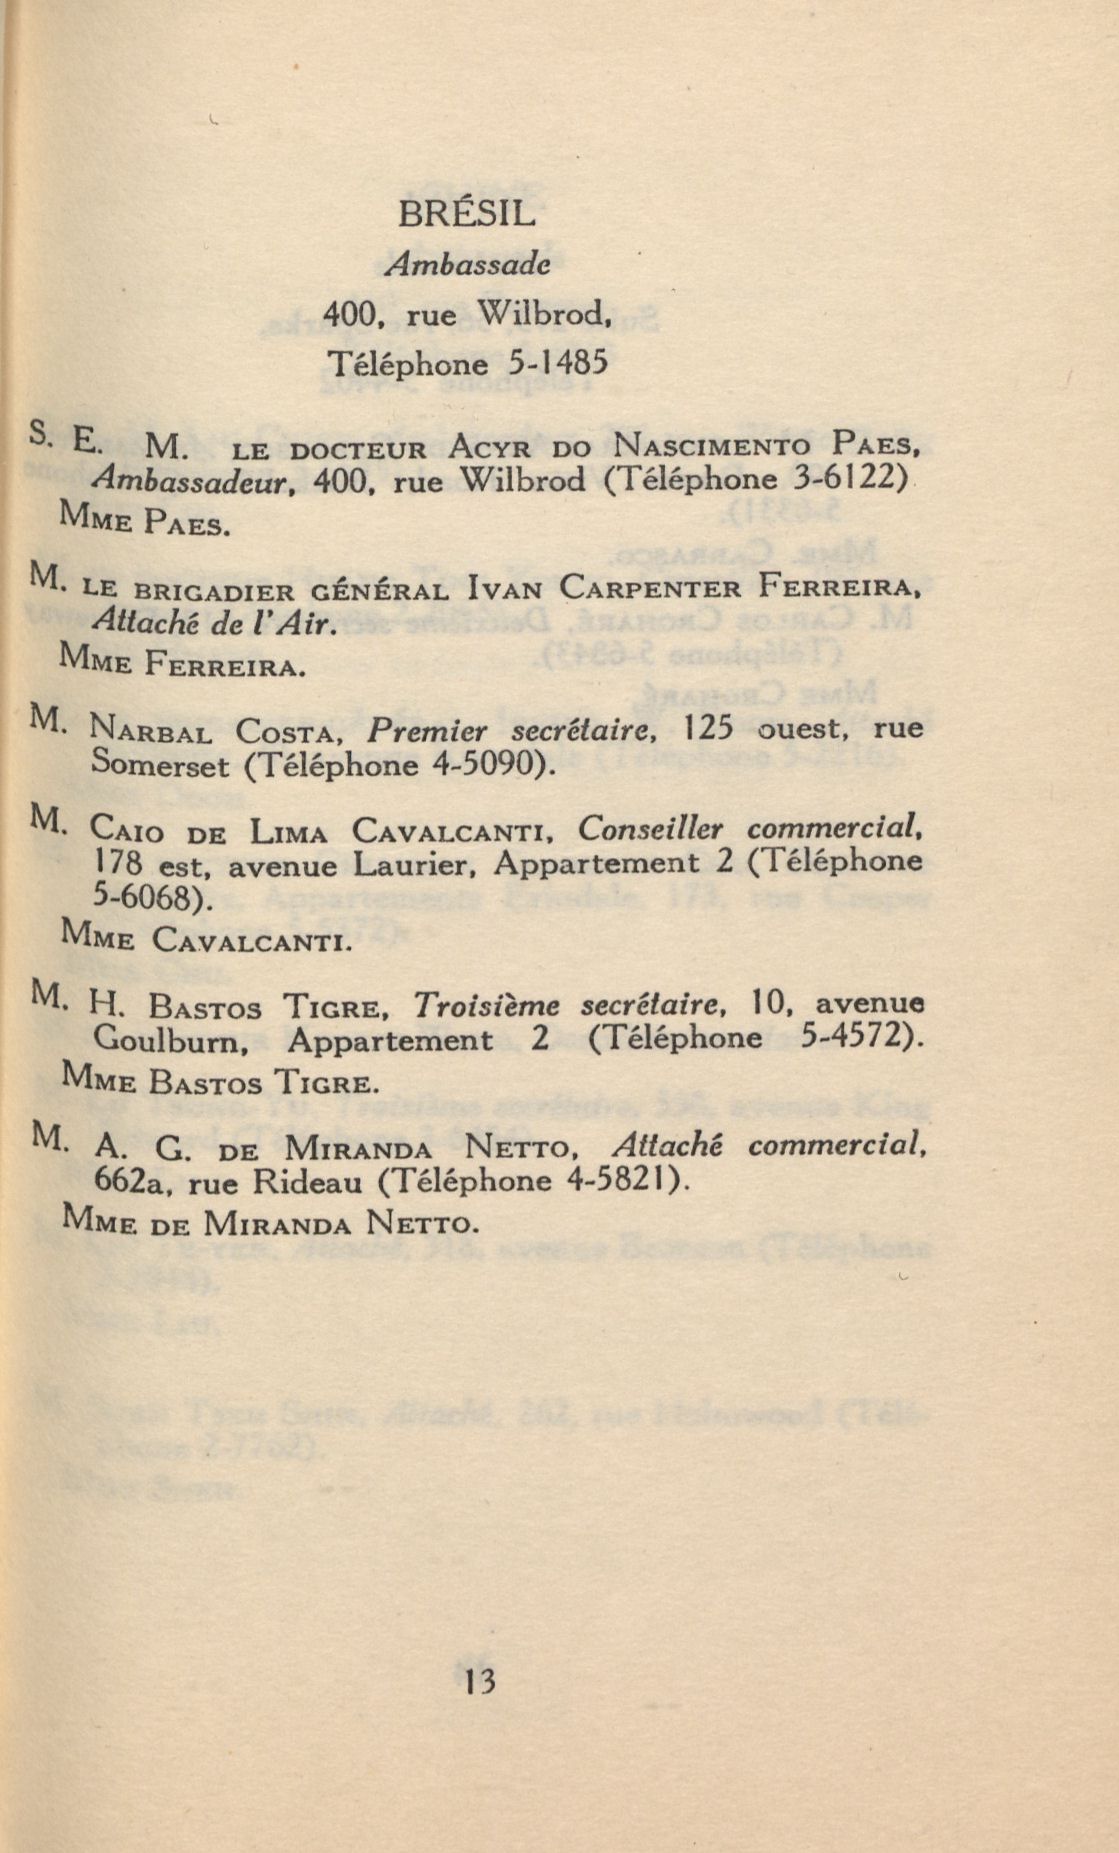 BRÉSIL
Ambassade
400, rue Wilbrod,
Téléphone 5-1485
S. E. M. LE DOCTEUR ACYR DO NASCIMENTO PAES,
Ambassadeur, 400, rue Wilbrod (Téléphone 3-6122)
MME PAES.
M. LE BRIGADIER GÉNÉRAL IVAN CARPENTER FERREIRA,
Attaché de l'Air.
MME FERREIRA.
M. NARBAL COSTA, Premier secrétaire, 125 ouest, rue
Somerset (Téléphone 4-5090).
M. CAIO DE LIMA CAVALCANTI, Conseiller commercial,
178 est, avenue Laurier, Appartement 2 (Téléphone
5-6068).
MME CAVALCANTI.
M. H. BASTOS TIGRE, Troisième secrétaire, 10, avenue
Goulburn, Appartement 2 (Téléphone 5-4572).
MME BASTOS TIGRE.
M. A. G. DE MIRANDA NETTO, Attaché commercial,
662a, rue Rideau (Téléphone 4-5821).
MME DE MIRANDA NETTO.
13